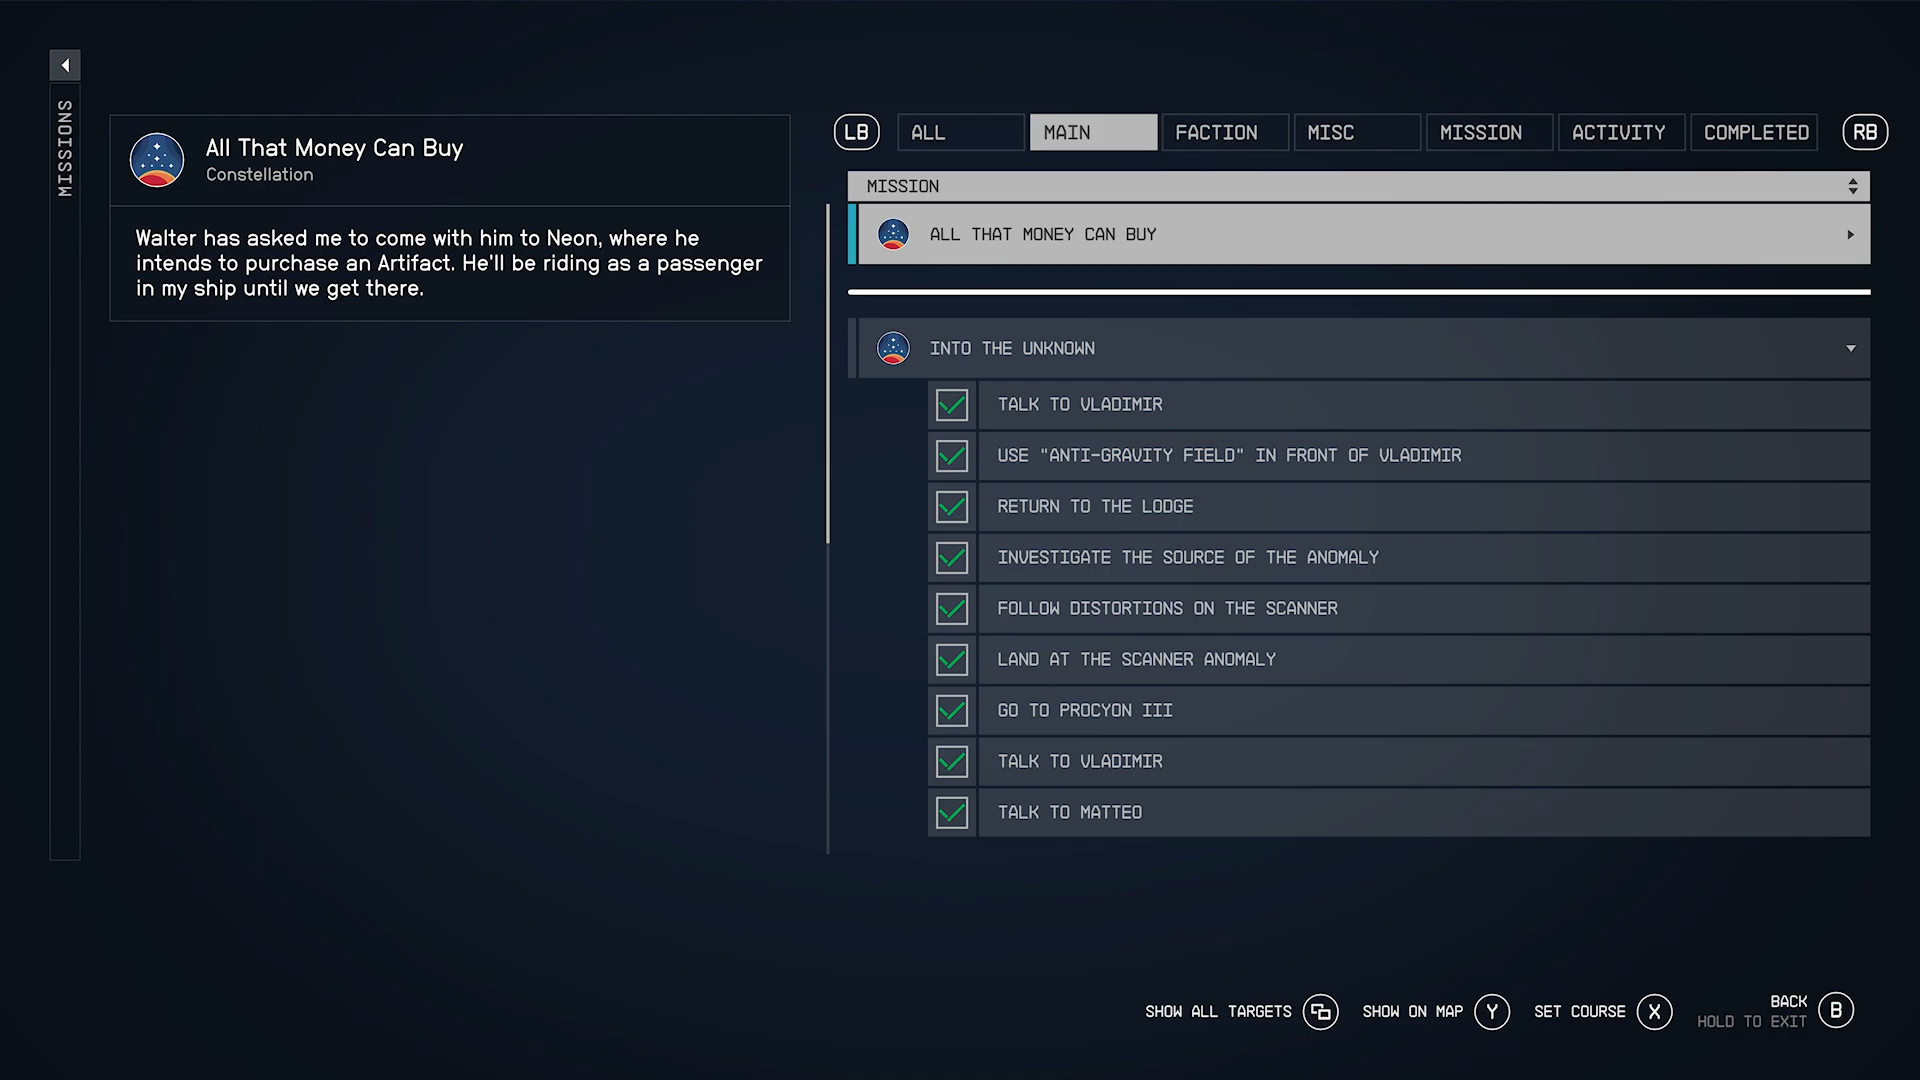 MISSIONS
All That Money Can Buy
Constellation
Walter has asked me to come with him to Neon, where he
intends to purchase an Artifact. He'll be riding as a passenger
in my ship until we get there.
LB
ALL
MAIN
FACTION
MISC
MISSION
ACTIVITY
COMPLETED
RB
MISSION
ALL THAT MONEY CAN BUY
INTO THE UNKNOWN
TALK TO VLADIMIR
USE "ANTI-GRAVITY FIELD" IN FRONT OF VLADIMIR
RETURN TO THE LODGE
INVESTIGATE THE SOURCE OF THE ANOMALY
FOLLOW DISTORTIONS ON THE SCANNER
LAND AT THE SCANNER ANOMALY
GO TO PROCYON III
TALK TO VLADIMIR
TALK TO MATTEO
SHOW ALL TARGETS
SHOW ON MAP Y
SET COURSE X
BACK B
HOLD TO EXIT